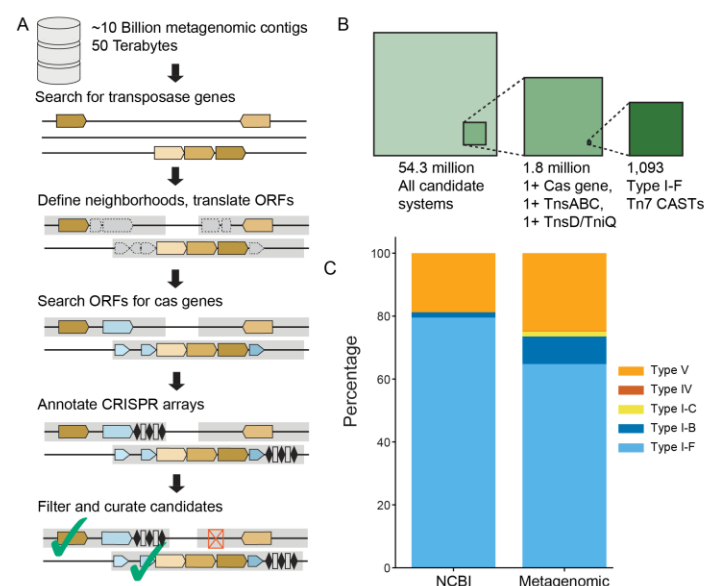 A
~10 Billion metagenomic contigs
50 Terabytes
Search for transposase genes
Define neighborhoods, translate ORFs
Search ORFs for cas genes
Annotate CRISPR arrays
Filter and curate candidates
B
54.3 million
All candidate
systems
1.8 million
1+ Cas gene,
1+ TnsABC,
1+ TnsD/TniQ
1,093
Type I-F
Tn7 CASTs
C
Percentage
100
80
60
40
20
0
NCBI
Metagenomic
Type V
Type IV
Type I-C
Type I-B
Type I-F